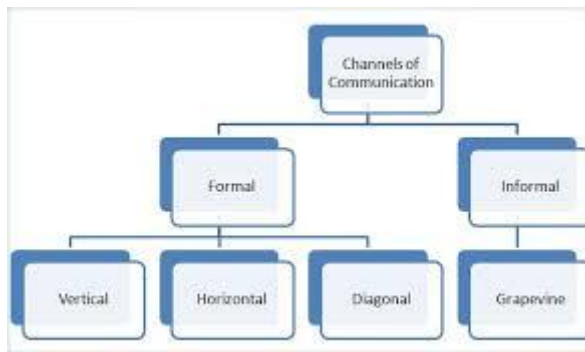 Channels of
Communication
Formal
Informal
Vertical
Horizontal
Diagonal
Grapevine